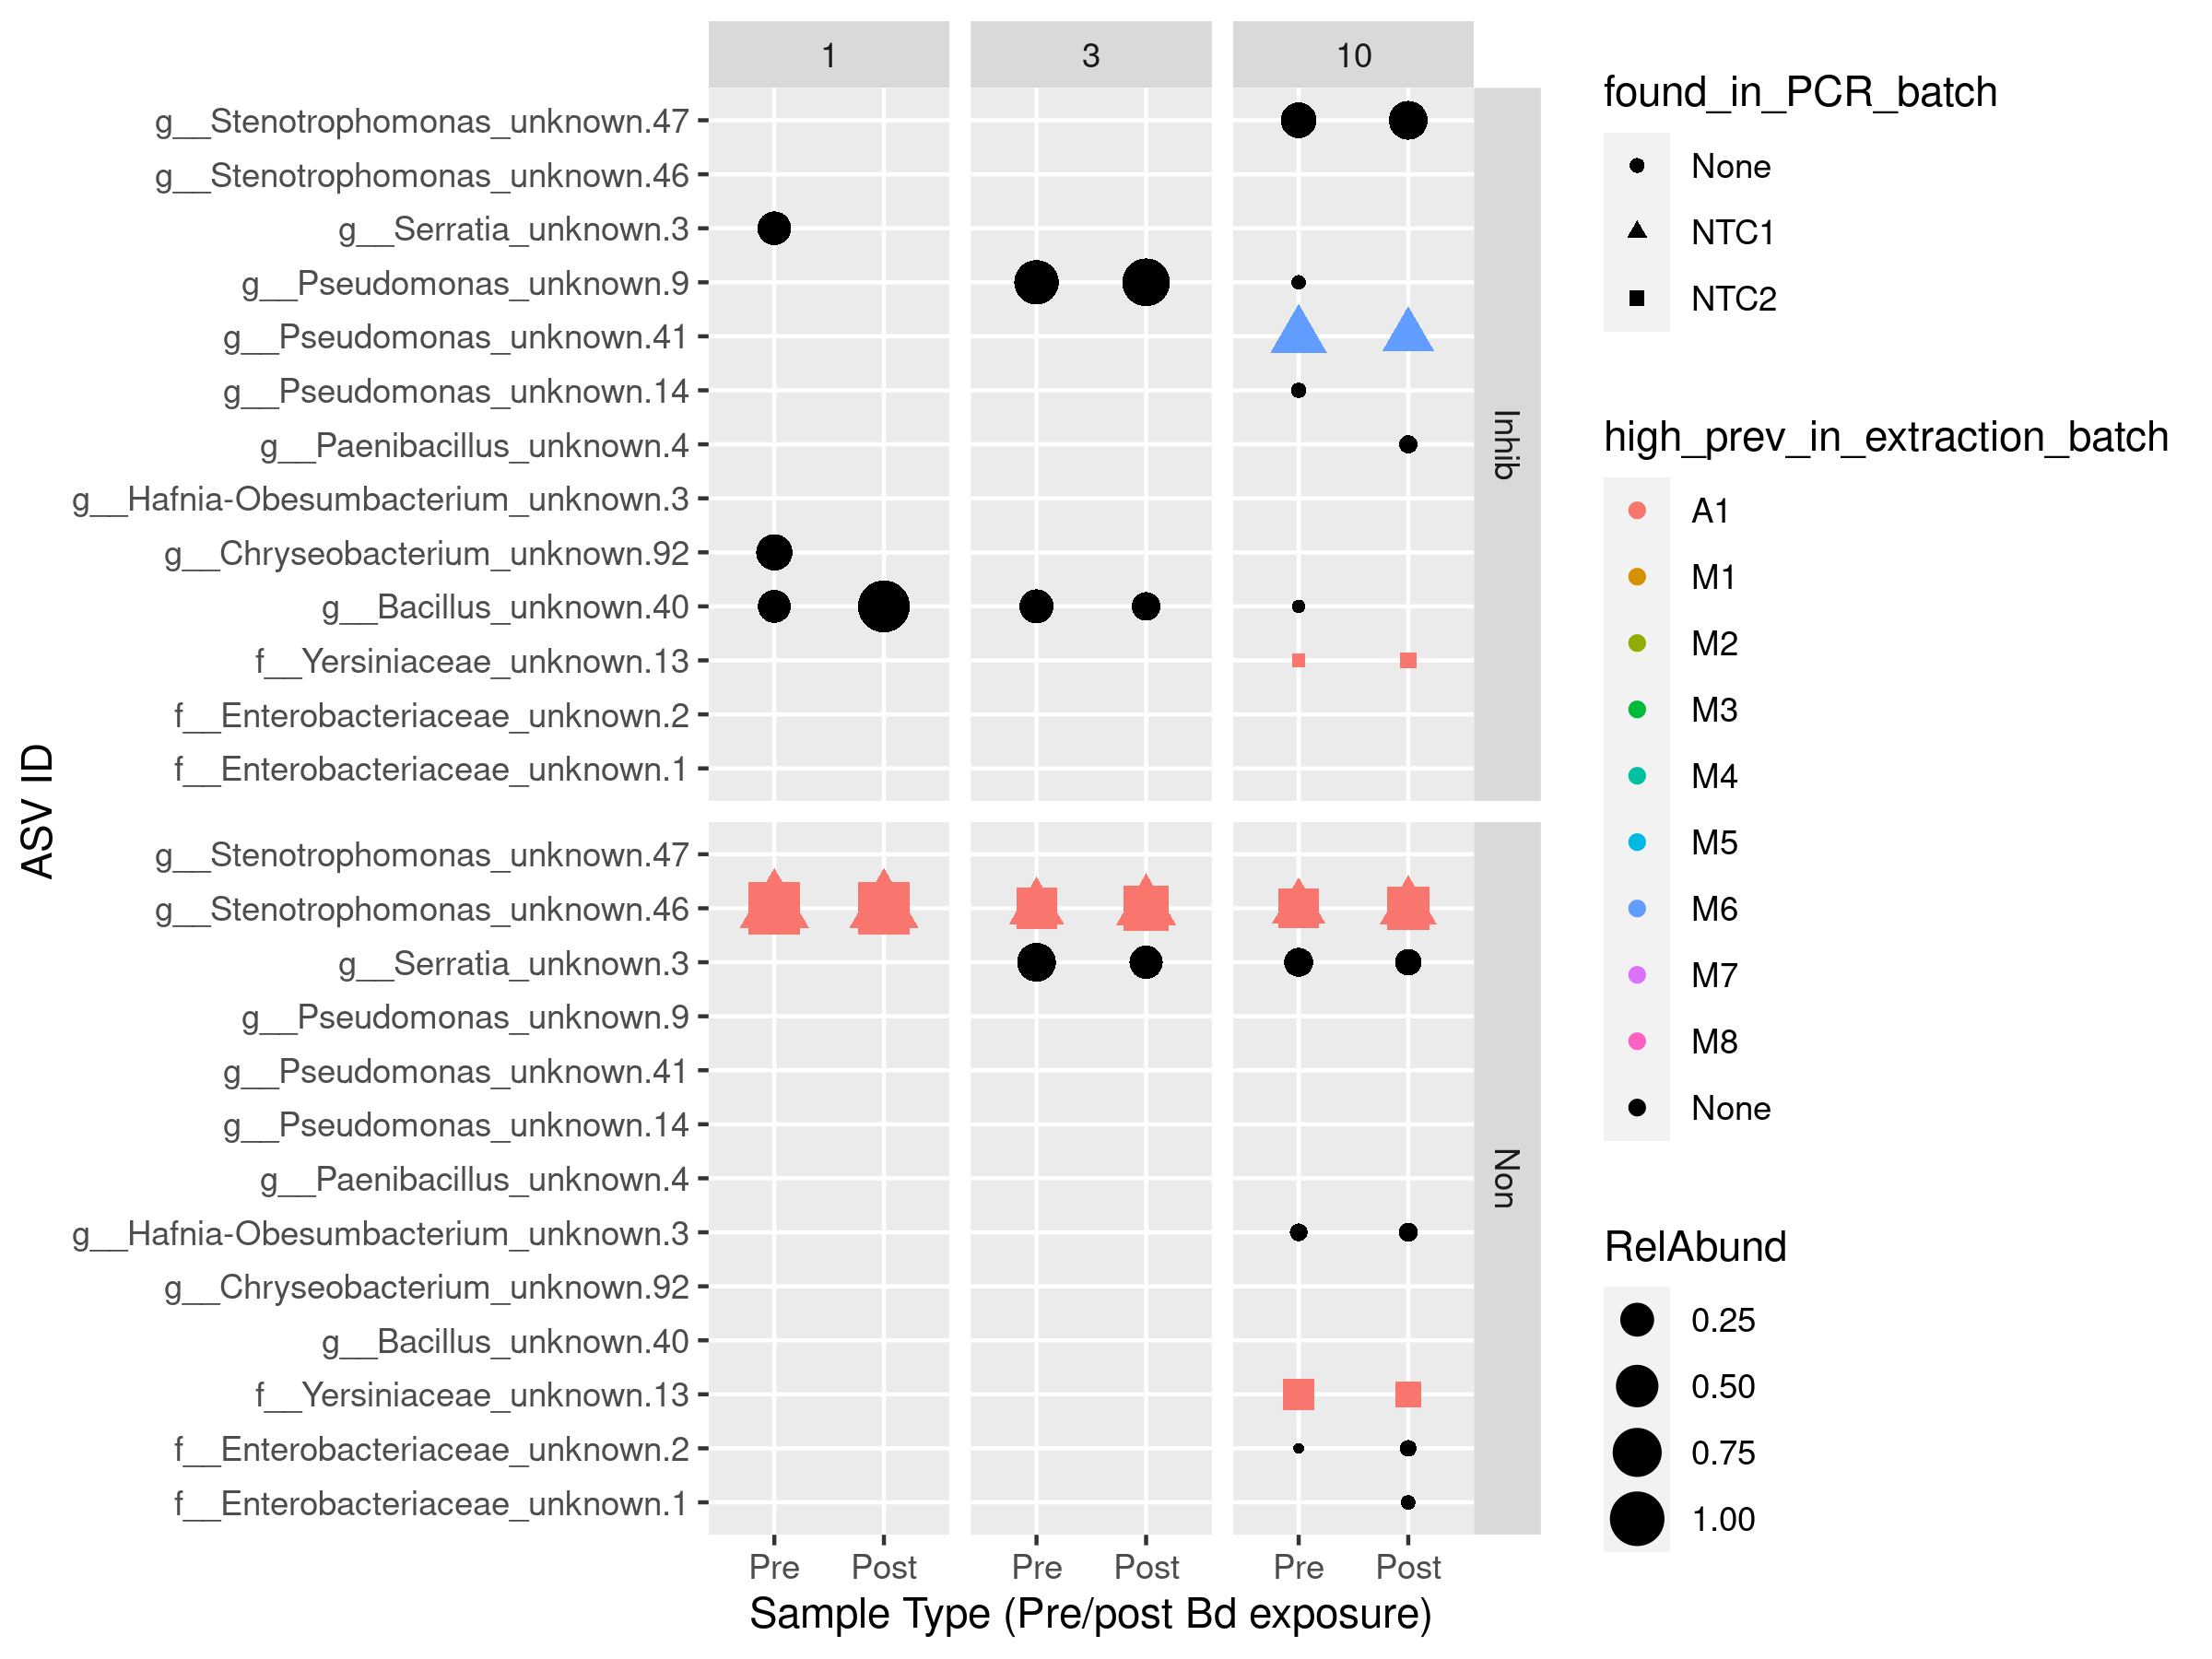 1
3
10
g__Stenotrophomonas_unknown.47
g__Stenotrophomonas_unknown.46
g__Serratia_unknown.3
g__Pseudomonas_unknown.9
g__Pseudomonas_unknown.41
g__Pseudomonas_unknown.14
g__Paenibacillus_unknown.4
g__Hafnia-Obesumbacterium_unknown.3
g__Chryseobacterium_unknown.92
g__Bacillus_unknown.40
f__Yersiniaceae_unknown.13
f__Enterobacteriaceae_unknown.2
f__Enterobacteriaceae_unknown.1
Inhib
g__Stenotrophomonas_unknown.47
g__Stenotrophomonas_unknown.46
g__Serratia_unknown.3
g__Pseudomonas_unknown.9
g__Pseudomonas_unknown.41
g__Pseudomonas_unknown.14
g__Paenibacillus_unknown.4
g__Hafnia-Obesumbacterium_unknown.3
g__Chryseobacterium_unknown.92
g__Bacillus_unknown.40
f__Yersiniaceae_unknown.13
f__Enterobacteriaceae_unknown.2
f__Enterobacteriaceae_unknown.1
Non
ASV ID
Pre Post
Pre Post
Pre Post
Sample Type (Pre/post Bd exposure)
found_in_PCR_batch
None
NTC1
NTC2
high_prev_in_extraction_batch
A1
M1
M2
M3
M4
M5
M6
M7
M8
None
RelAbund
0.25
0.50
0.75
1.00